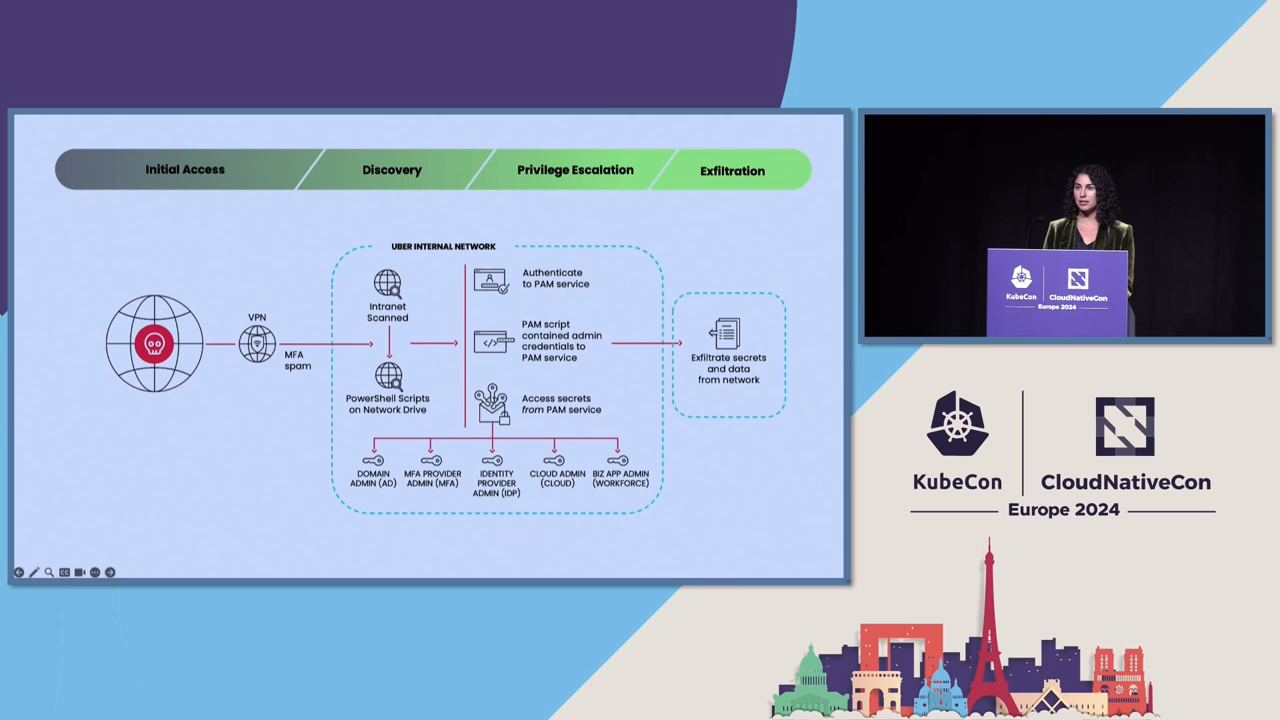 Initial Access
Discovery
Privilege Escalation
Exfiltration
UBER INTERNAL NETWORK
VPN
MFA
spam
Intranet
Scanned
PowerShell Scripts
on Network Drive
Authenticate
to PAM service
PAM script
contained admin
credentials to
PAM service
Access secrets
from PAM service
DOMAIN
ADMIN (AD)
MFA PROVIDER
ADMIN (MFA)
IDENTITY
PROVIDER
ADMIN (IDP)
CLOUD ADMIN
(CLOUD)
BIZ APP ADMIN
(WORKFORCE)
Exfiltrate secrets
and data
from network
KubeCon
CloudNativeCon
Europe 2024
KubeCon
CloudNativeCon
Europe 2024